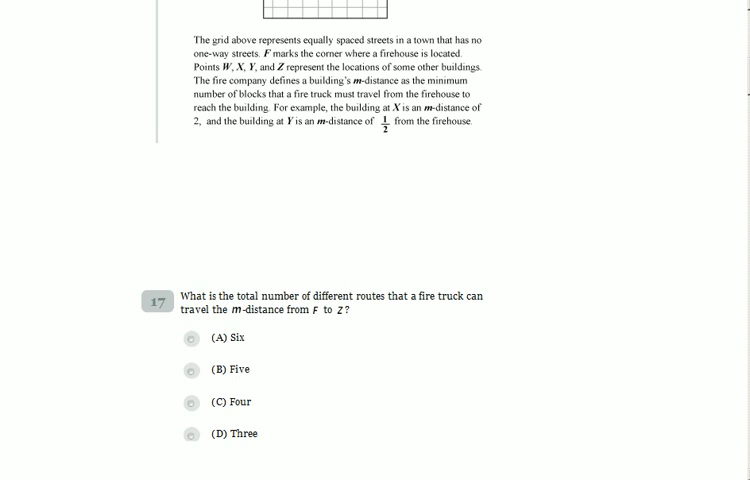 The grid above represents equally spaced streets in a town that has no
one-way streets. F marks the corner where a firehouse is located.
Points W, X, Y, and Z represent the locations of some other buildings.
The fire company defines a building's m-distance as the minimum
number of blocks that a fire truck must travel from the firehouse to
reach the building. For example, the building at X is an m-distance of
2, and the building at Y is an m-distance of 1/2 from the firehouse.
17 What is the total number of different routes that a fire truck can
travel the m-distance from F to Z?
(A) Six
(B) Five
(C) Four
(D) Three